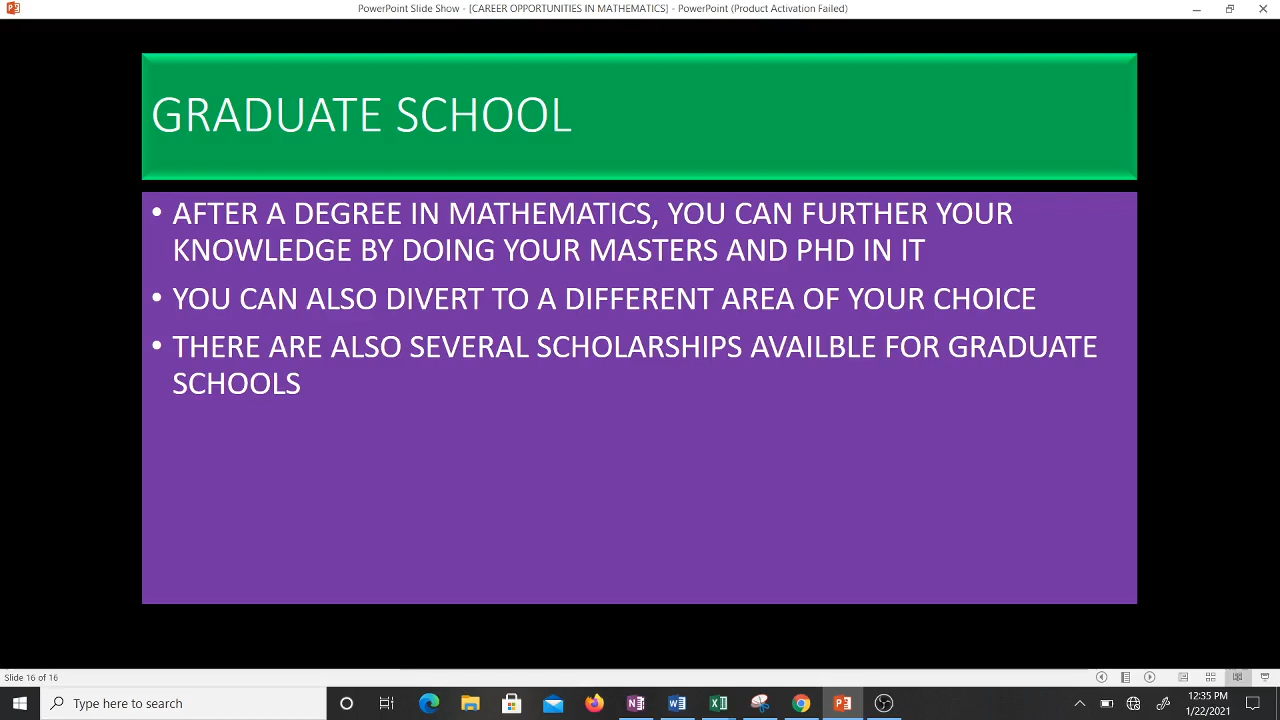 PowerPoint Slide Show - [CAREER OPPORTUNITIES IN MATHEMATICS] - PowerPoint (Product Activation Failed)
GRADUATE SCHOOL
• AFTER A DEGREE IN MATHEMATICS, YOU CAN FURTHER YOUR
KNOWLEDGE BY DOING YOUR MASTERS AND PHD IN IT
• YOU CAN ALSO DIVERT TO A DIFFERENT AREA OF YOUR CHOICE
• THERE ARE ALSO SEVERAL SCHOLARSHIPS AVAILBLE FOR GRADUATE
SCHOOLS
Slide 16 of 16
Type here to search
12:35 PM
1/22/2021